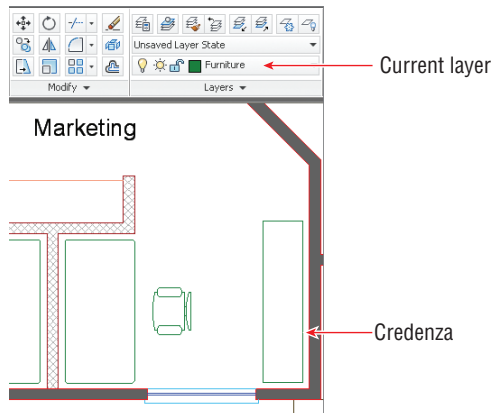 Unsaved Layer State
Furniture
Current layer
Modify
Layers
Marketing
Credenza